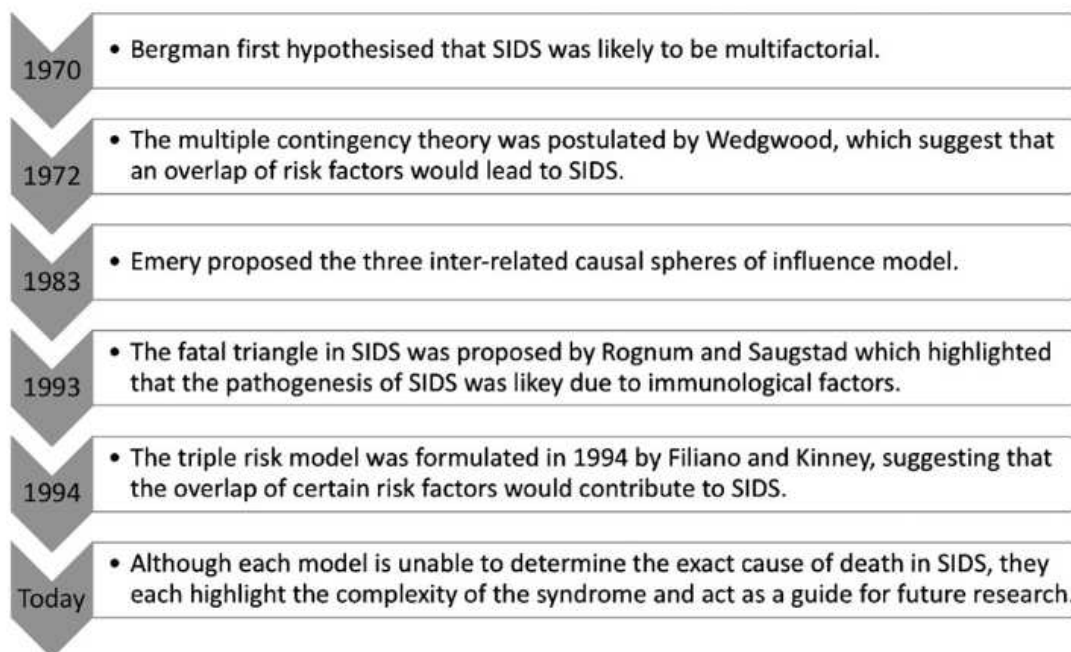 1970
• Bergman first hypothesised that SIDS was likely to be multifactorial.
1972
• The multiple contingency theory was postulated by Wedgwood, which suggest that
an overlap of risk factors would lead to SIDS.
1983
• Emery proposed the three inter-related causal spheres of influence model.
1993
• The fatal triangle in SIDS was proposed by Rognum and Saugstad which highlighted
that the pathogenesis of SIDS was likey due to immunological factors.
1994
• The triple risk model was formulated in 1994 by Filiano and Kinney, suggesting that
the overlap of certain risk factors would contribute to SIDS.
Today
• Although each model is unable to determine the exact cause of death in SIDS, they
each highlight the complexity of the syndrome and act as a guide for future research.